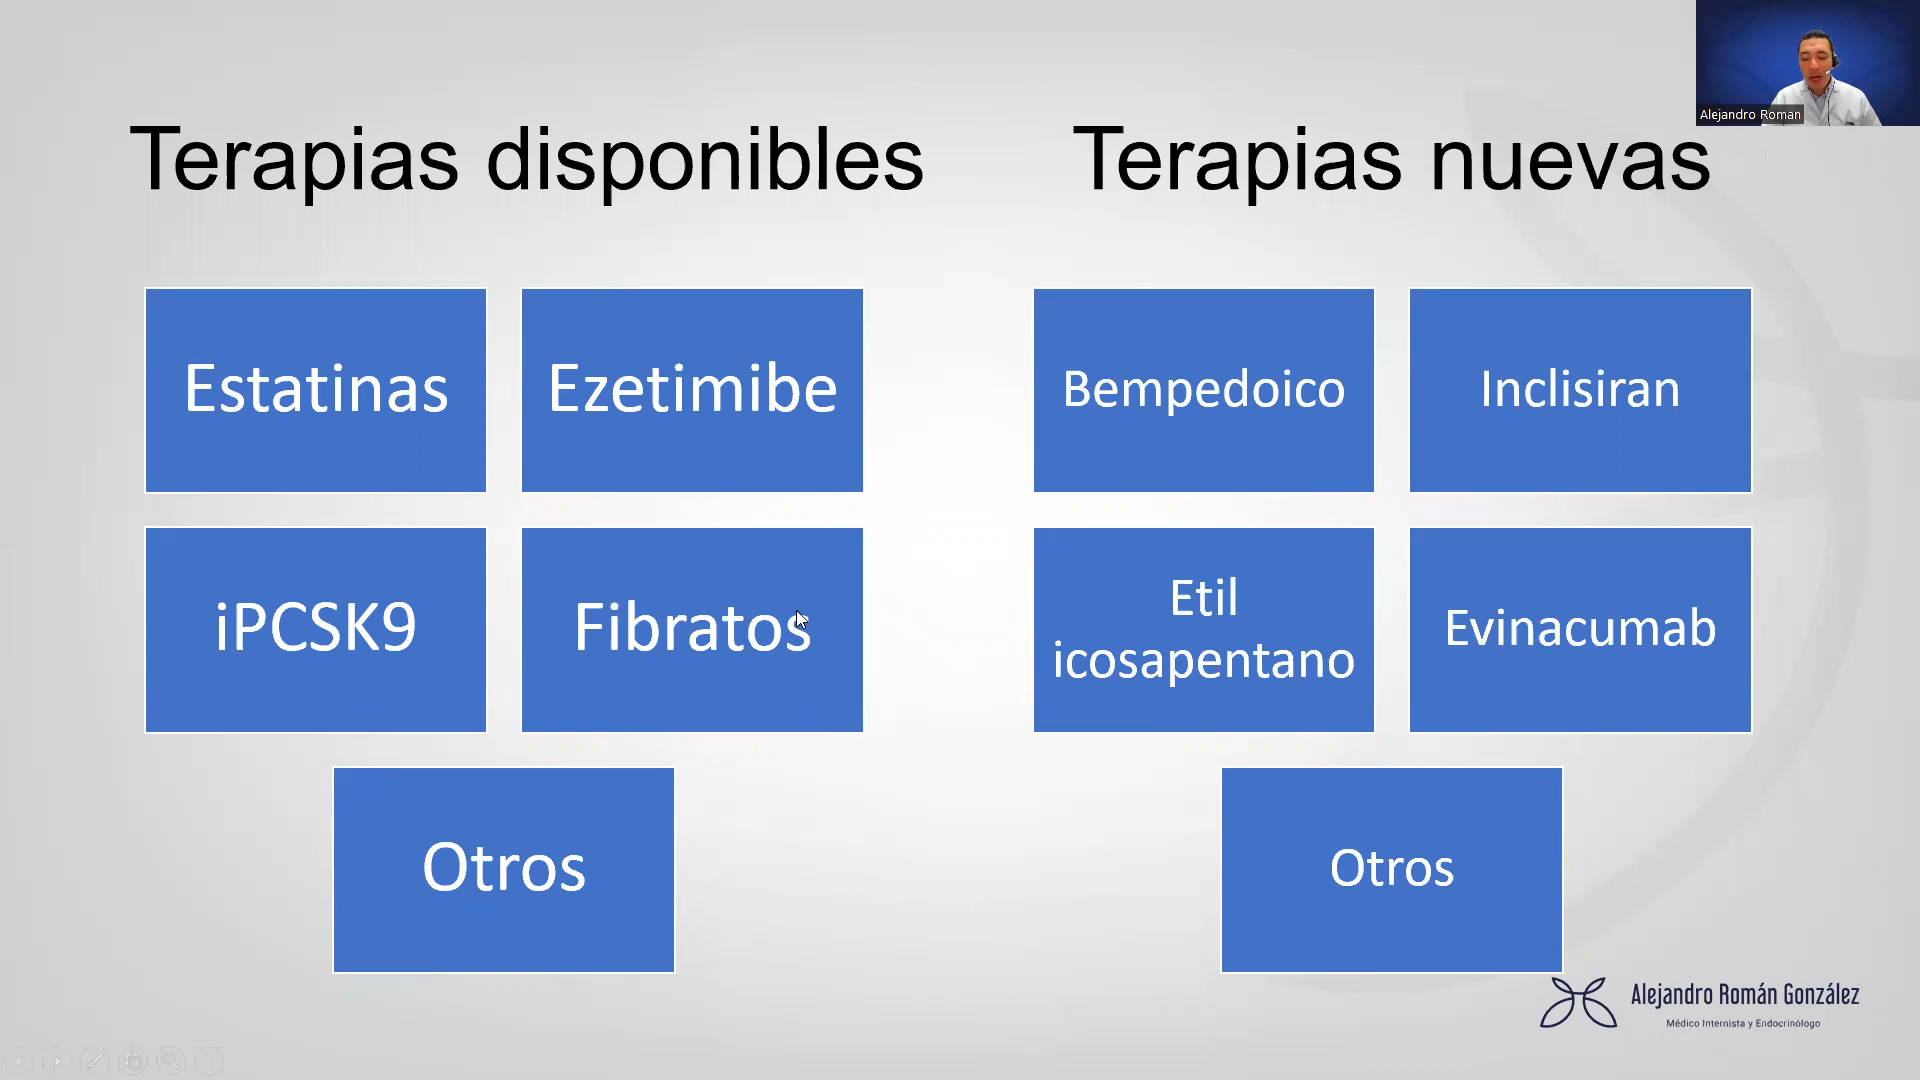 Alejandro Roman
Terapias disponibles
Estatinas
Ezetimibe
iPCSK9
Fibratos
Otros
Terapias nuevas
Bempedoico
Inclisiran
Etil
icosapentano
Evinacumab
Otros
Alejandro Román González
Médico Internista y Endocrinólogo